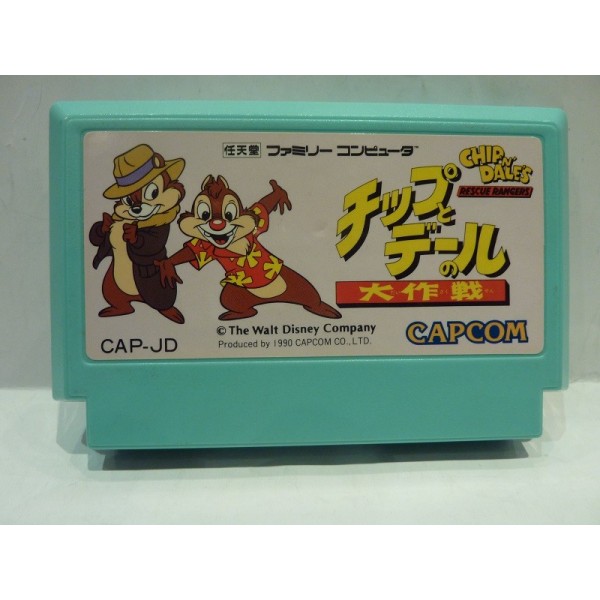 任天堂 ファミリー コンピュータ
CHIP 'N DALE'S
RESCUE RANGERS
チップと
デールの
大作戦
© The Walt Disney Company
Produced by 1990 CAPCOM CO., LTD.
CAP-JD
CAPCOM